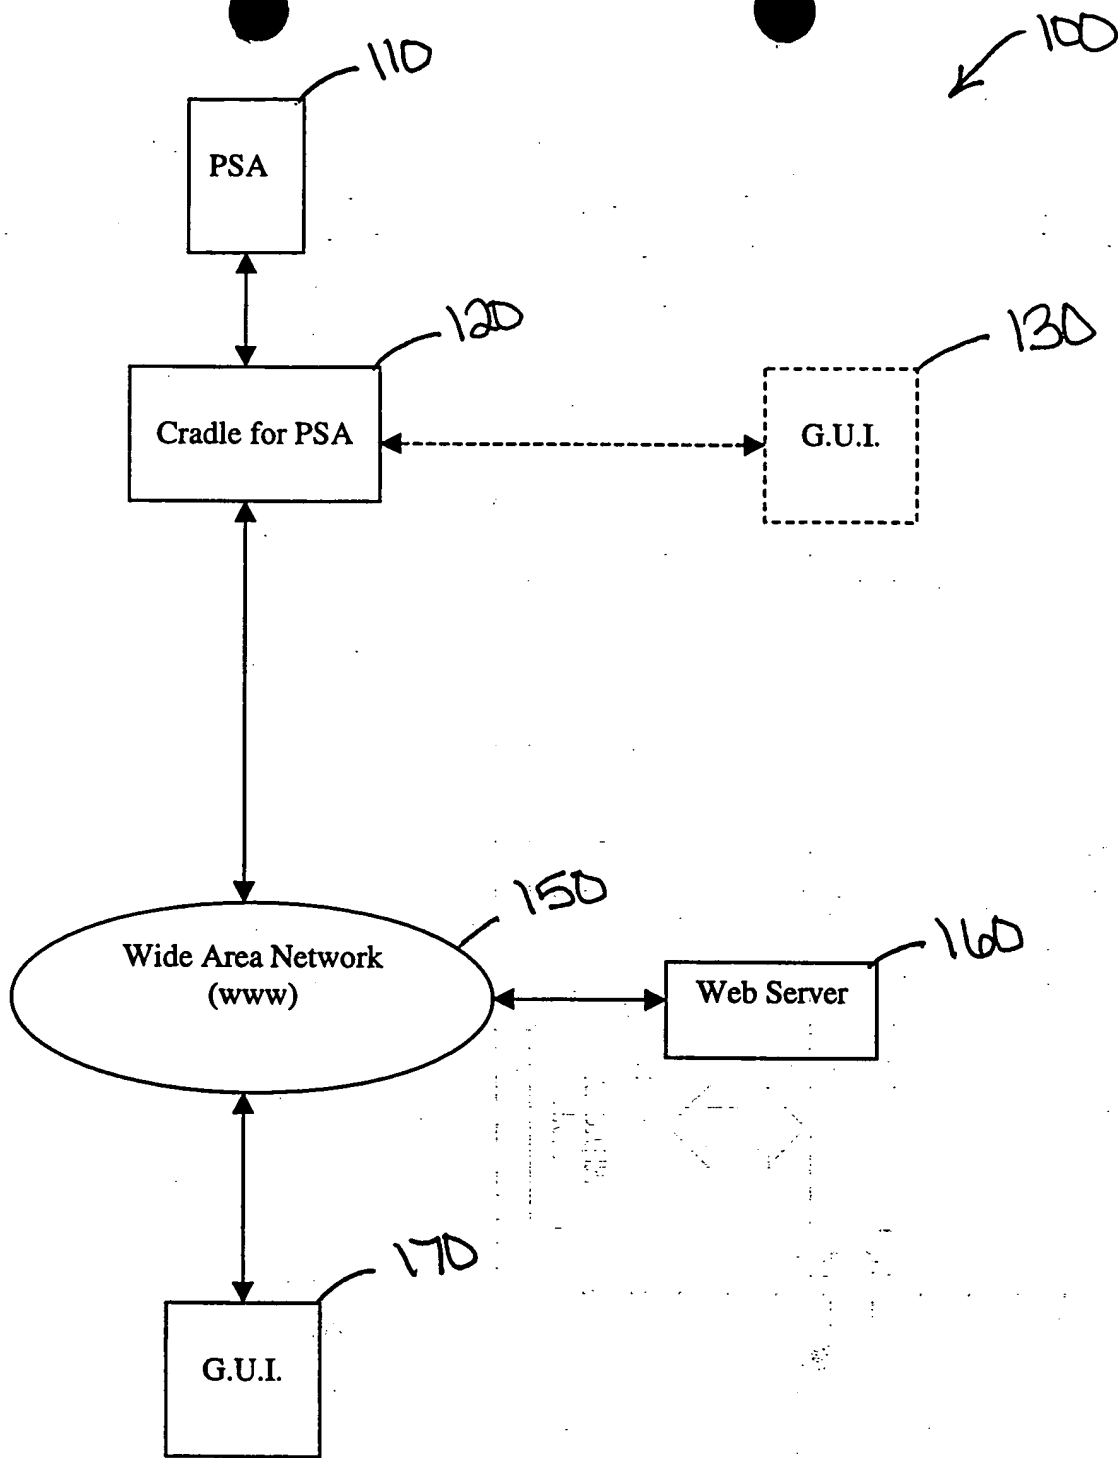 100
110
PSA
120
130
Cradle for PSA
G.U.I.
150
160
Wide Area Network
(www)
Web Server
170
G.U.I.